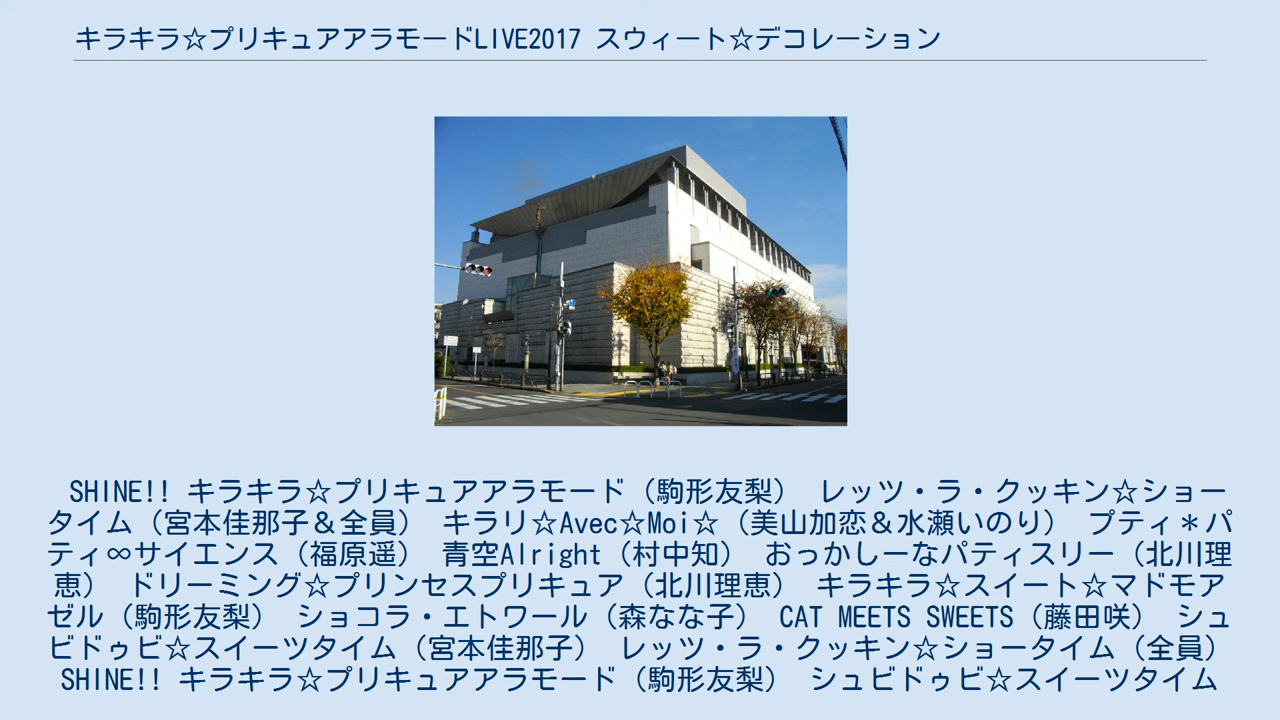 キラキラ☆プリキュアアラモードLIVE2017 スウィート☆デコレーション
SHINE!! キラキラ☆プリキュアアラモード（駒形友梨） レッツ・ラ・クッキン☆ショー
タイム（宮本佳那子＆全員） キラリ☆Avec☆Moi☆（美山加恋＆水瀬いのり） プティ＊パ
ティ∞サイエンス（福原遥） 青空Alright（村中知） おっかしーなパティスリー（北川理
恵） ドリーミング☆プリンセスプリキュア（北川理恵） キラキラ☆スイート☆マドモア
ゼル（駒形友梨） ショコラ・エトワール（森なな子） CAT MEETS SWEETS（藤田咲） シュ
ビドゥビ☆スイーツタイム（宮本佳那子） レッツ・ラ・クッキン☆ショータイム（全員）
SHINE!! キラキラ☆プリキュアアラモード（駒形友梨） シュビドゥビ☆スイーツタイム